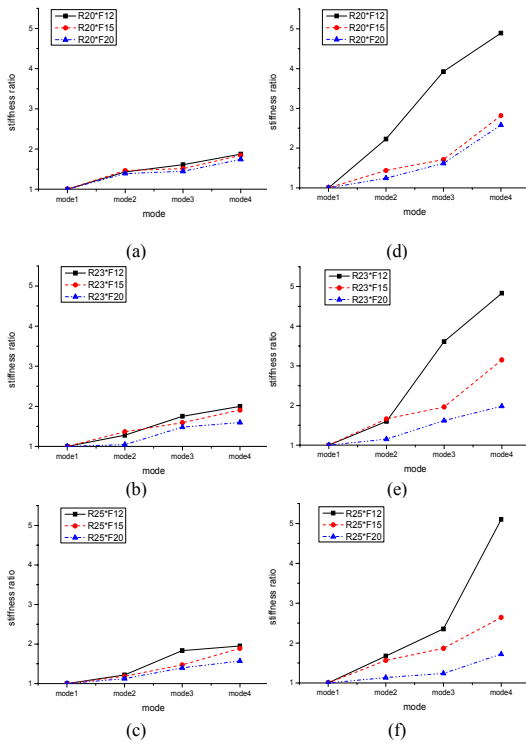 R20*F12
R20*F15
R20*F20
stiffness ratio
5
4
3
2
1
mode1
mode2
mode3
mode4
mode
(a)
R20*F12
R20*F15
R20*F20
stiffness ratio
5
4
3
2
1
mode1
mode2
mode3
mode4
mode
(d)
R23*F12
R23*F15
R23*F20
stiffness ratio
5
4
3
2
1
mode1
mode2
mode3
mode4
mode
(b)
R23*F12
R23*F15
R23*F20
stiffness ratio
5
4
3
2
1
mode1
mode2
mode3
mode4
mode
(e)
R25*F12
R25*F15
R25*F20
stiffness ratio
5
4
3
2
1
mode1
mode2
mode3
mode4
mode
(c)
R25*F12
R25*F15
R25*F20
stiffness ratio
5
4
3
2
1
mode1
mode2
mode3
mode4
mode
(f)